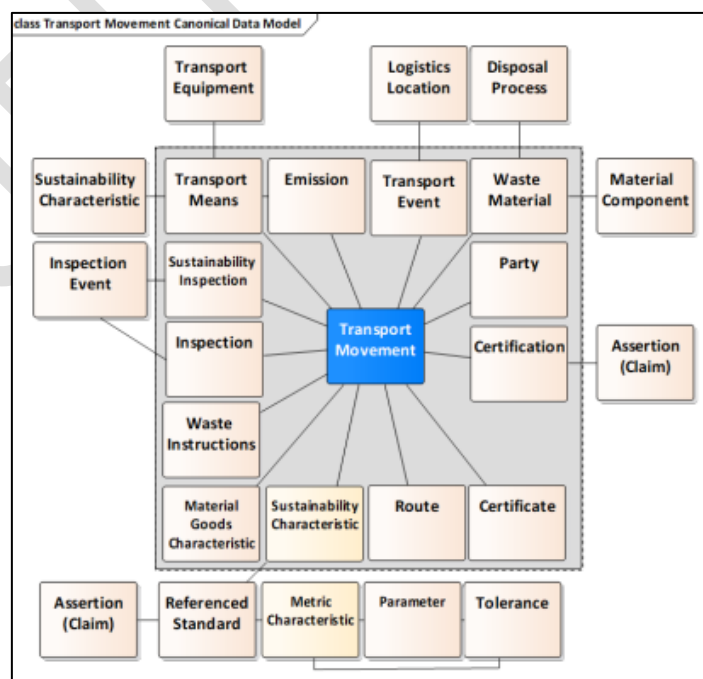 class Transport Movement Canonical Data Model
Transport
Equipment
Logistics
Location
Disposal
Process
Sustainability
Characteristic
Transport
Means
Emission
Transport
Event
Waste
Material
Material
Component
Inspection
Event
Sustainability
Inspection
Party
Transport
Movement
Inspection
Certification
Assertion
(Claim)
Waste
Instructions
Material
Goods
Characteristic
Sustainability
Characteristic
Route
Certificate
Assertion
(Claim)
Referenced
Standard
Metric
Characteristic
Parameter
Tolerance